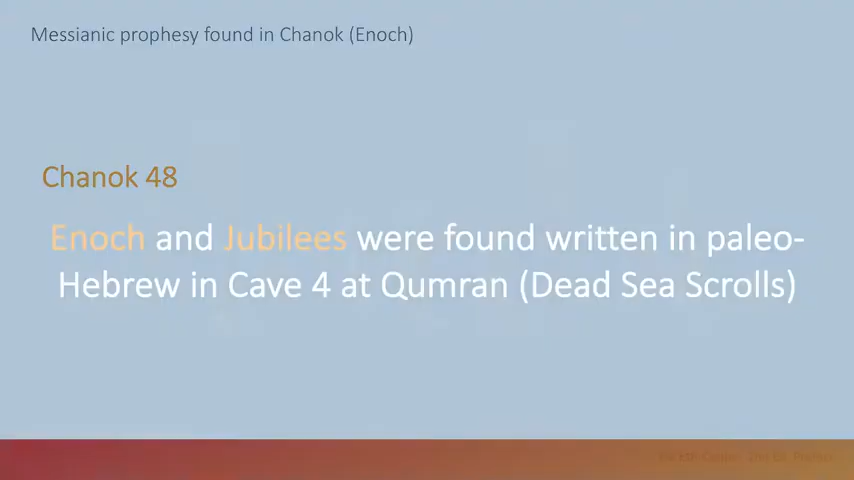 Messianic prophesy found in Chanok (Enoch)
Chanok 48
Enoch and Jubilees were found written in paleo-
Hebrew in Cave 4 at Qumran (Dead Sea Scrolls)